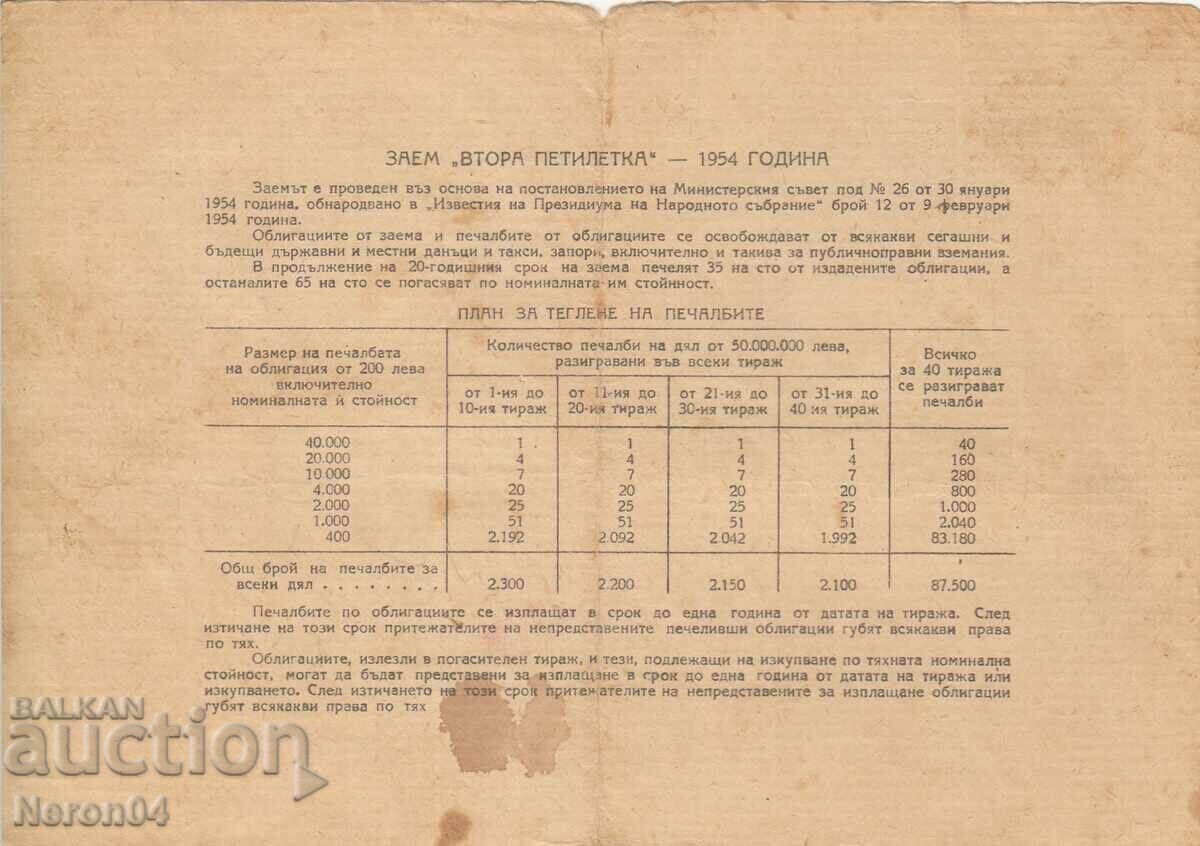 ЗАЕМ „ВТОРА ПЕТИЛЕТКА“ — 1954 ГОДИНА
Заемът е проведен въз основа на постановлението на Министерския съвет под № 26 от 30 януари
1954 година, обнародвано в „Известия на Президиума на Народното събрание“ брой 12 от 9 февруари
1954 година.
Облигациите от заема и печалбите от облигациите се освобождават от всякакви сегашни и
бъдещи държавни и местни данъци и такси, запори, включително и такива за публичноправни вземания.
В продължение на 20-годишния срок на заема печелят 35 на сто от издадените облигации, а
останалите 65 на сто се погасяват по номиналната им стойнност.
ПЛАН ЗА ТЕГЛЕНЕ НА ПЕЧАЛБИТЕ
Размер на печалбата
на облигация от 200 лева
включително
номиналната ѝ стойност
Количество печалби на дял от 50.000.000 лева,
разигравани във всеки тираж
Всичко
за 40 тиража
се разиграват
печалби
от 1-ия до
10-ия тираж
от 11-ия до
20-ия тираж
от 21-ия до
30-ия тираж
от 31-ия до
40 ия тираж
40.000 1 1 1 1 40
20.000 4 4 4 4 160
10.000 7 7 7 7 280
4.000 20 20 20 20 800
2.000 25 25 25 25 1.000
1.000 51 51 51 51 2.040
400 2.192 2.092 2 042 1.992 83.180
Общ брой на печалбите за
всеки дял . . . . . . . . 2.300 2.200 2.150 2.100 87.500
Печалбите по облигациите се изплащат в срок до една година от датата на тиража. След
изтичане на този срок притежателите на непредставените печеливши облигации губят всякакви права
по тях.
Облигациите, излезли в погасителен тираж, и тези, подлежащи на изкупване по тяхната номинална
стойност, могат да бъдат представени за изплащане в срок до една година от датата на тиража или
изкупването. След изтичането на този срок притежателите на непредставените за изплащане облигации
губят всякакви права по тях
BALKAN
auction
Neron04